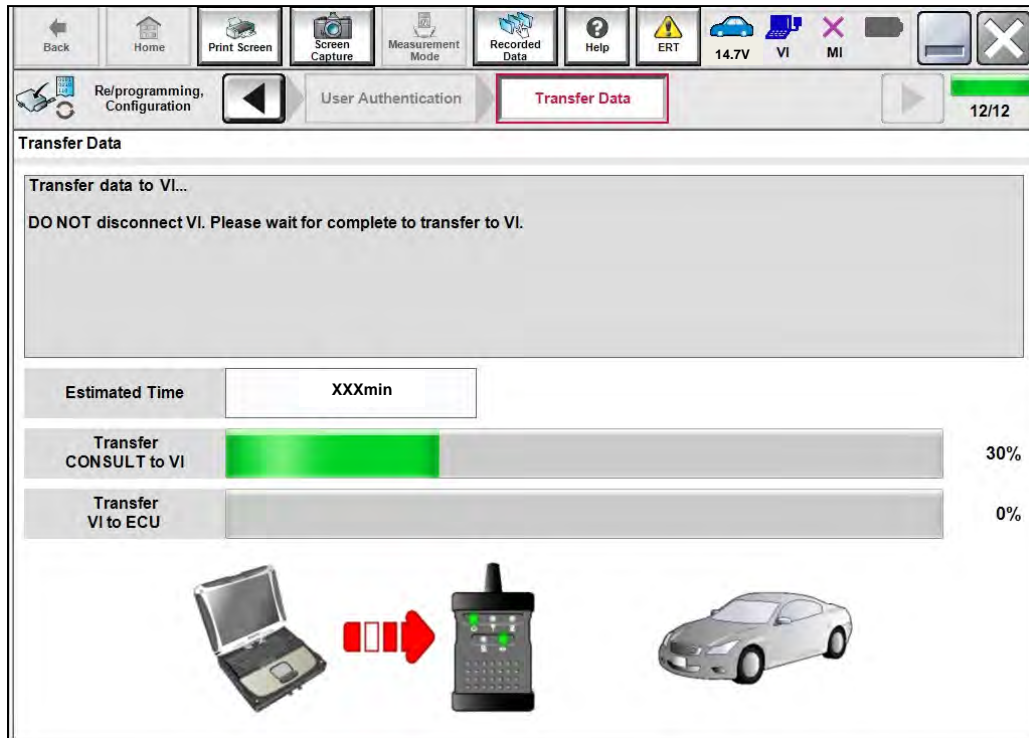 Back
Home
Print Screen
Screen
Capture
Measurement
Mode
Recorded
Data
Help
ERT
14.7V
VI
MI
Re/programming,
Configuration
User Authentication
Transfer Data
12/12
Transfer Data
Transfer data to VI...
DO NOT disconnect VI. Please wait for complete to transfer to VI.
Estimated Time
XXXmin
Transfer
CONSULT to VI
30%
Transfer
VI to ECU
0%